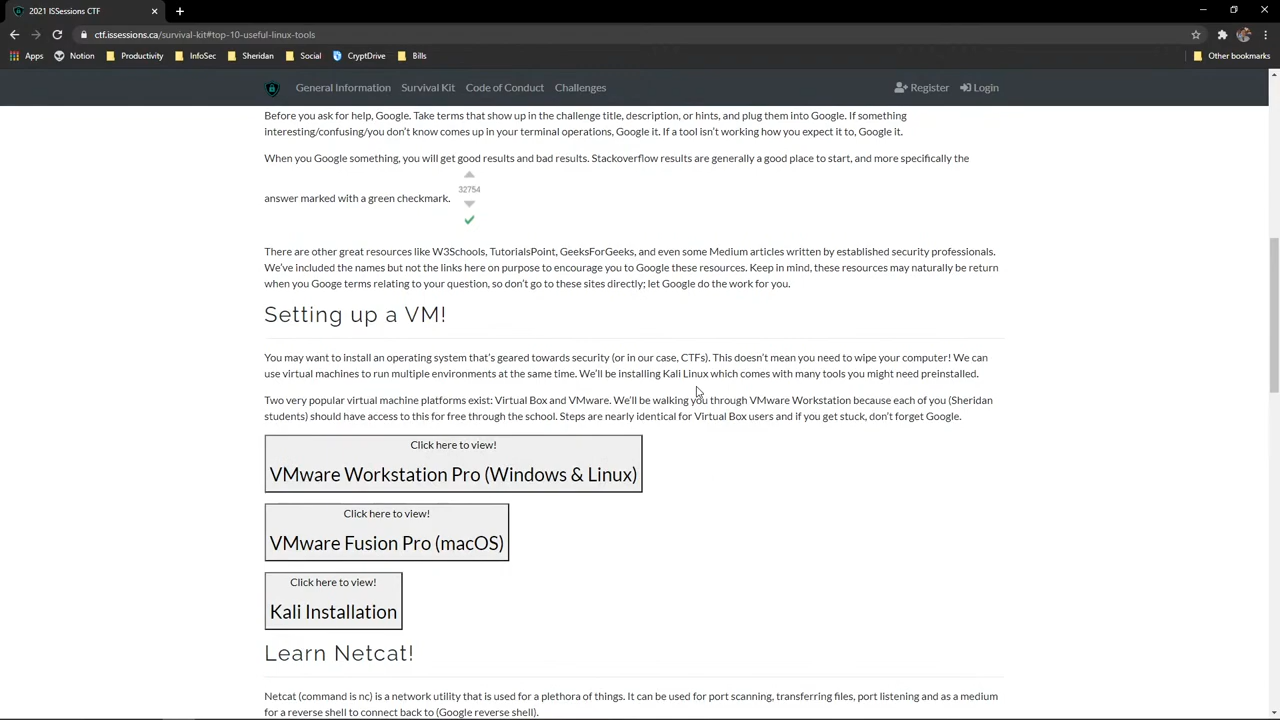 2021 ISSessions CTF
ctf.issessions.ca/survival-kit#top-10-useful-linux-tools
Apps Notion Productivity InfoSec Sheridan Social CryptDrive Bills Other bookmarks
General Information Survival Kit Code of Conduct Challenges Register Login
Before you ask for help, Google. Take terms that show up in the challenge title, description, or hints, and plug them into Google. If something
interesting/confusing/you don't know comes up in your terminal operations, Google it. If a tool isn't working how you expect it to, Google it.
When you Google something, you will get good results and bad results. Stackoverflow results are generally a good place to start, and more specifically the
32754
answer marked with a green checkmark.
There are other great resources like W3Schools, TutorialsPoint, GeeksForGeeks, and even some Medium articles written by established security professionals.
We've included the names but not the links here on purpose to encourage you to Google these resources. Keep in mind, these resources may naturally be return
when you Googe terms relating to your question, so don't go to these sites directly; let Google do the work for you.
Setting up a VM!
You may want to install an operating system that's geared towards security (or in our case, CTFs). This doesn't mean you need to wipe your computer! We can
use virtual machines to run multiple environments at the same time. We'll be installing Kali Linux which comes with many tools you might need preinstalled.
Two very popular virtual machine platforms exist: Virtual Box and VMware. We'll be walking you through VMware Workstation because each of you (Sheridan
students) should have access to this for free through the school. Steps are nearly identical for Virtual Box users and if you get stuck, don't forget Google.
Click here to view!
VMware Workstation Pro (Windows & Linux)
Click here to view!
VMware Fusion Pro (macOS)
Click here to view!
Kali Installation
Learn Netcat!
Netcat (command is nc) is a network utility that is used for a plethora of things. It can be used for port scanning, transferring files, port listening and as a medium
for a reverse shell to connect back to (Google reverse shell).